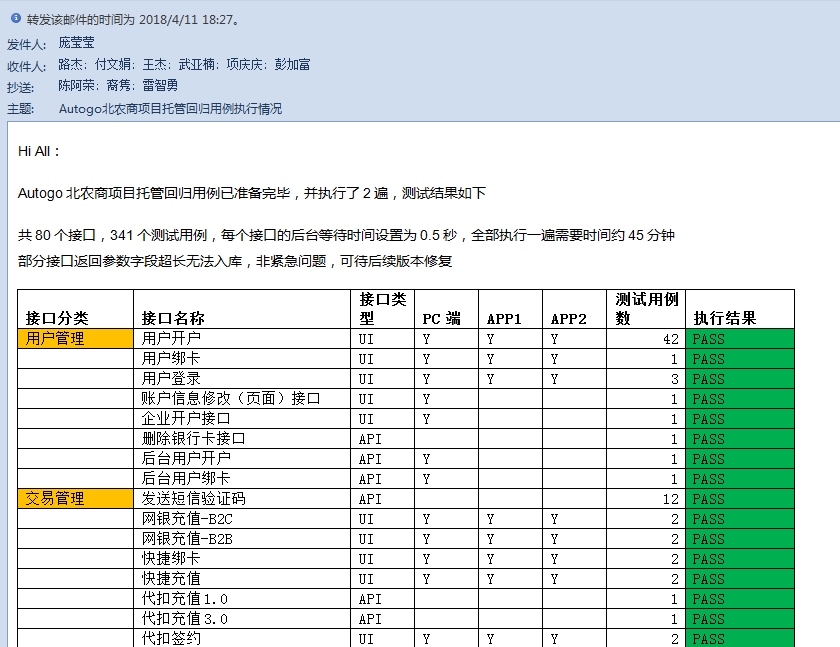 转发该邮件的时间为 2018/4/11 18:27。
发件人: 庞莹莹
收件人: 路杰; 付文娟; 王杰; 武亚楠; 项庆庆; 彭加富
抄送: 陈阿荣; 裔隽; 雷智勇
主题: Autogo北农商项目托管回归用例执行情况
Hi All：
Autogo 北农商项目托管回归用例已准备完毕，并执行了 2 遍，测试结果如下
共 80 个接口，341 个测试用例，每个接口的后台等待时间设置为 0.5 秒，全部执行一遍需要时间约 45 分钟
部分接口返回参数字段超长无法入库，非紧急问题，可待后续版本修复
接口分类 接口名称 接口类型 PC 端 APP1 APP2 测试用例数 执行结果
用户管理 用户开户 UI Y Y Y 42 PASS
用户绑卡 UI Y Y Y 1 PASS
用户登录 UI Y Y Y 3 PASS
账户信息修改（页面）接口 UI Y 1 PASS
企业开户接口 UI Y 1 PASS
删除银行卡接口 API 1 PASS
后台用户开户 API Y 1 PASS
后台用户绑卡 API Y 1 PASS
交易管理 发送短信验证码 API 12 PASS
网银充值-B2C UI Y Y Y 2 PASS
网银充值-B2B UI Y Y Y 2 PASS
快捷绑卡 UI Y Y Y 2 PASS
快捷充值 UI Y Y Y 2 PASS
代扣充值1.0 API 1 PASS
代扣充值3.0 API 1 PASS
代扣签约 UI Y Y Y 2 PASS